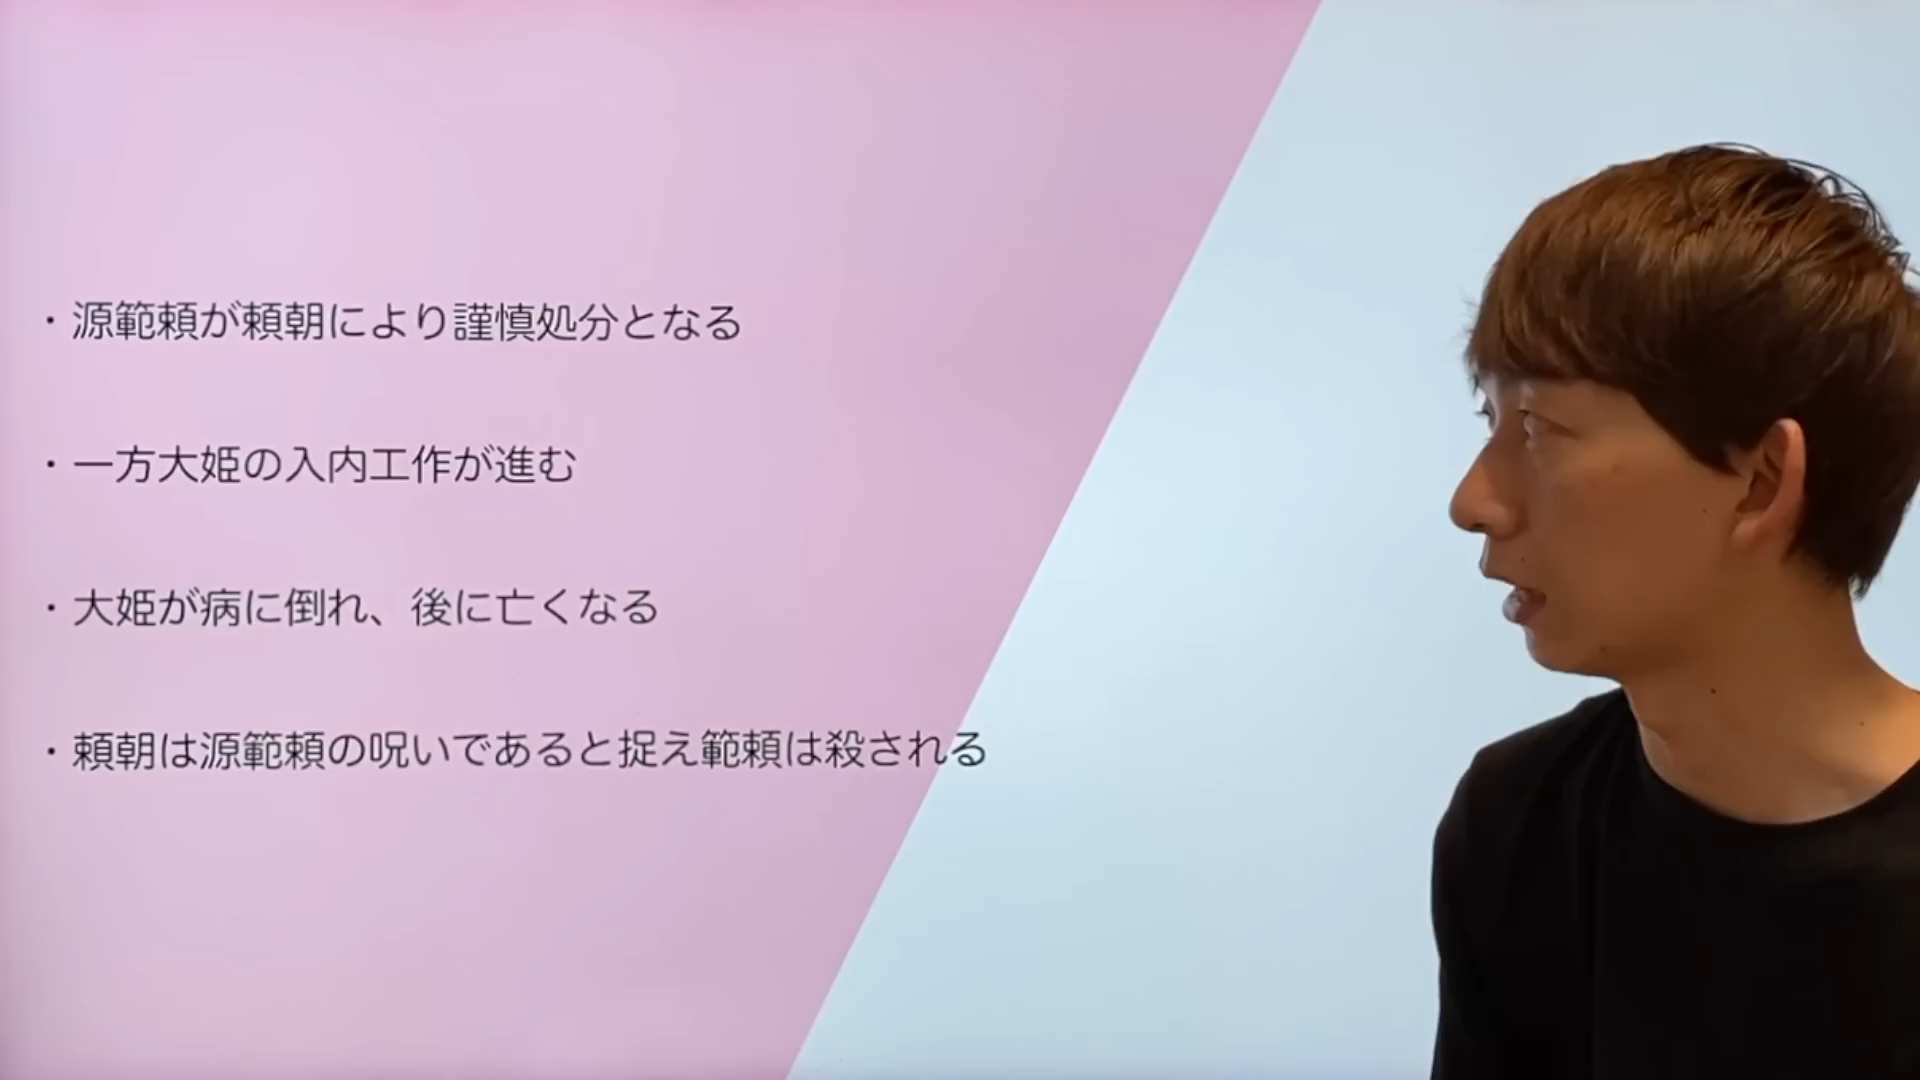 ・源範頼が頼朝により謹慎処分となる
・一方大姫の入内工作が進む
・大姫が病に倒れ、後に亡くなる
・頼朝は源範頼の呪いであると捉え範頼は殺される